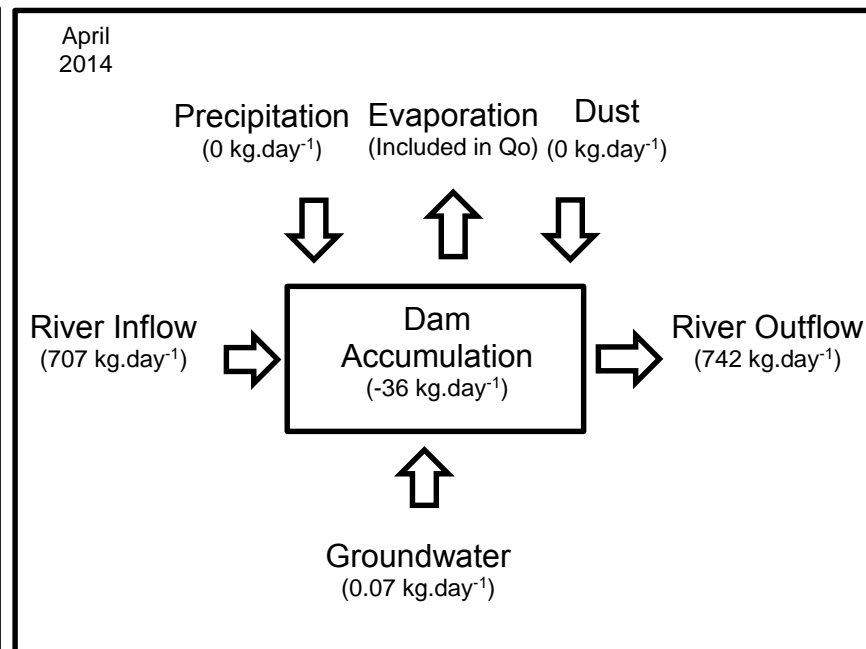 April
2014
Precipitation
(0 kg.day⁻¹)
Evaporation
(Included in Qo)
Dust
(0 kg.day⁻¹)
River Inflow
(707 kg.day⁻¹)
Dam
Accumulation
(-36 kg.day⁻¹)
River Outflow
(742 kg.day⁻¹)
Groundwater
(0.07 kg.day⁻¹)